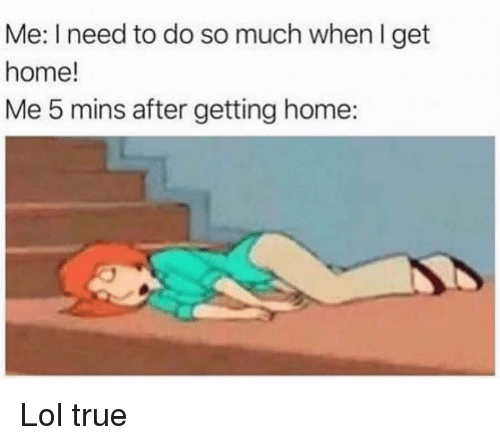 Me: I need to do so much when I get
home!
Me 5 mins after getting home:
Lol true